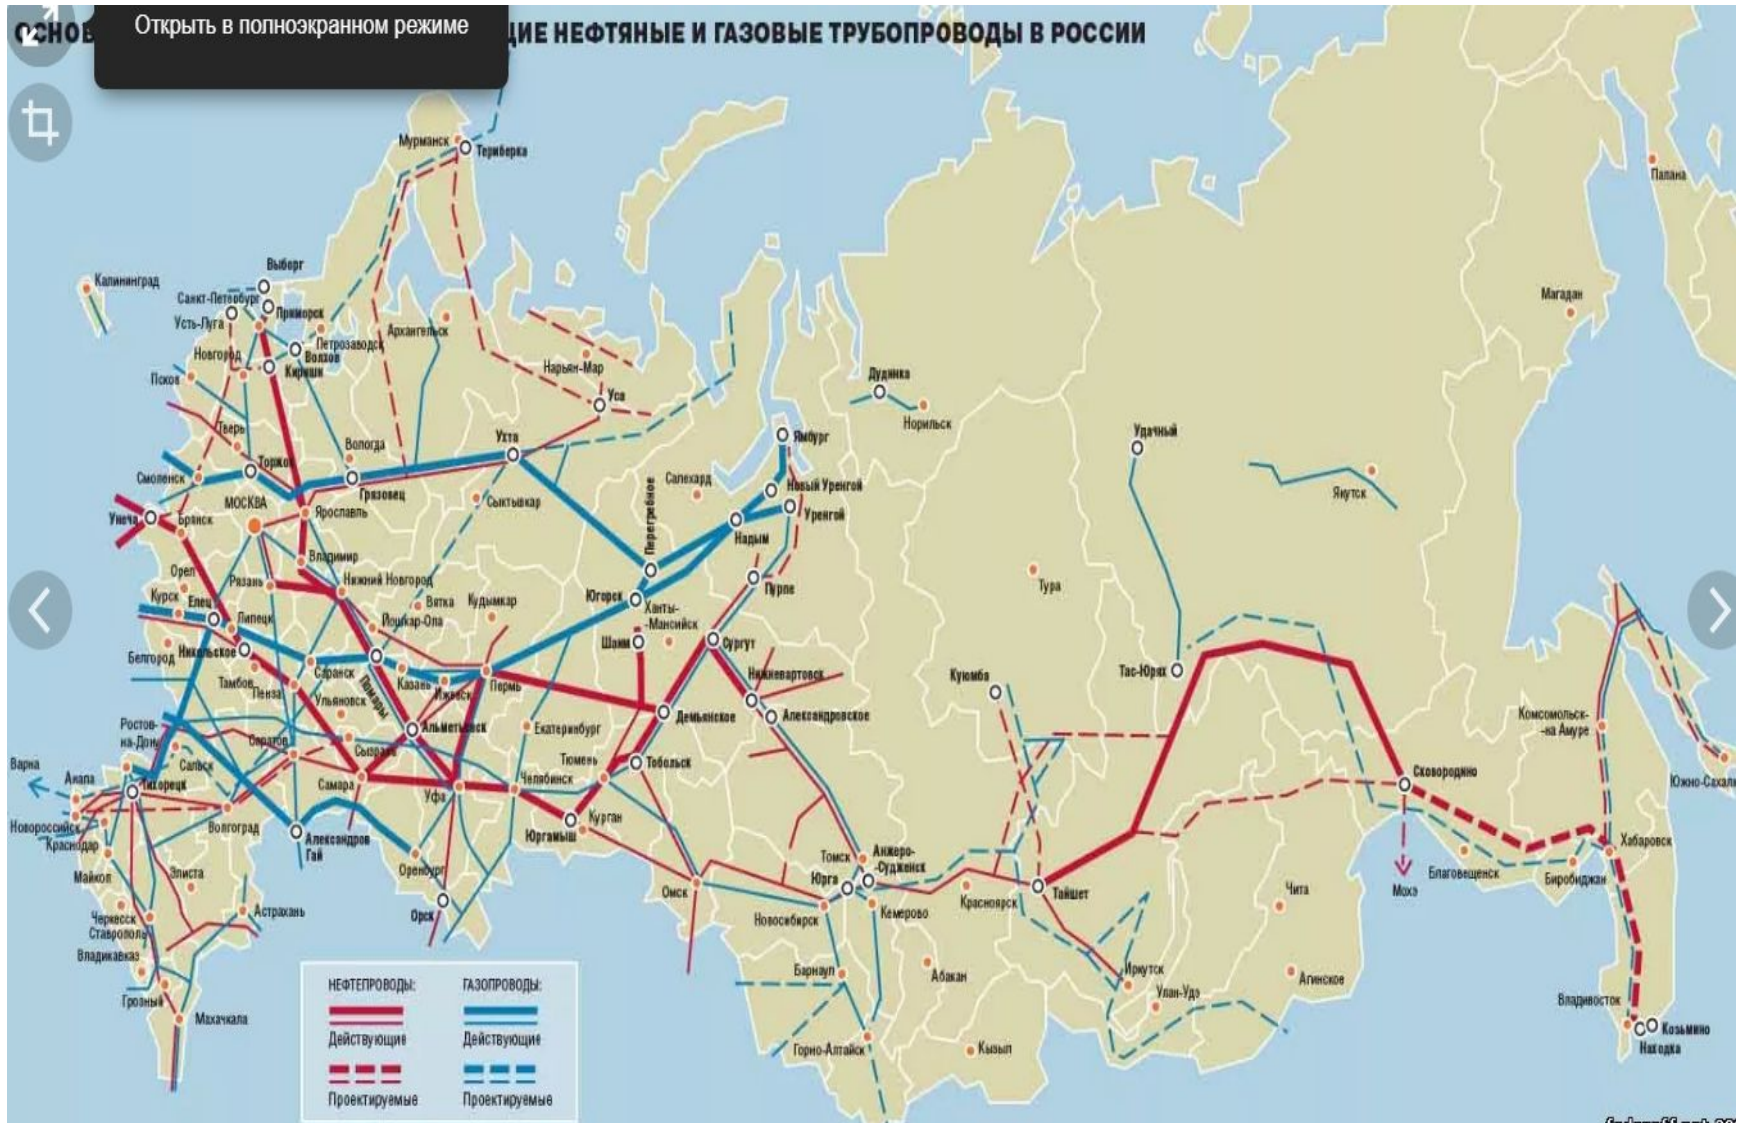 Открыть в полноэкранном режиме
ЩИЕ НЕФТЯНЫЕ И ГАЗОВЫЕ ТРУБОПРОВОДЫ В РОССИИ
Мурманск
Териберка
Палана
Выборг
Калининград
Санкт-Петербург
Приморск
Усть-Луга
Магадан
Архангельск
Петрозаводск
Волхов
Новгород
Кириши
Псков
Нарьян-Мар
Уса
Дудинка
Норильск
Тверь
Вологда
Ухта
Ямбург
Удачный
Торжок
Смоленск
Грязовец
Салехард
Новый Уренгой
Якутск
МОСКВА
Сыктывкар
Перегребное
Унеча
Брянск
Ярославль
Уренгой
Надым
Владимир
Орел
Рязань
Нижний Новгород
Пурпе
Тура
Курск
Елец
Липецк
Вятка
Кудымкар
Югорск
Ханты-
-Мансийск
Йошкар-Ола
Белгород
Никольское
Шаим
Сургут
Саранск
Тамбов
Пенза
Казань
Ижевск
Пермь
Нижневартовск
Куюмба
Тас-Юрях
Ульяновск
Помары
Ростов-
на-Дону
Альметьевск
Екатеринбург
Демьянское
Александровское
Комсомольск-
-на Амуре
Саратов
Сызрань
Варна
Сальск
Тюмень
Тобольск
Сковородино
Анапа
Тихорецк
Самара
Уфа
Челябинск
Южно-Сахали
Новороссийск
Волгоград
Курган
Краснодар
Александров
Гай
Юргамыш
Хабаровск
Майкоп
Элиста
Оренбург
Томск
Анжеро-
-Судженск
Благовещенск
Биробиджан
Омск
Юрга
Мохэ
Черкесск
Астрахань
Орск
Новосибирск
Кемерово
Красноярск
Тайшет
Чита
Ставрополь
Владикавказ
Барнаул
Абакан
Иркутск
Агинское
Улан-Удэ
Грозный
Махачкала
Владивосток
Козьмино
Находка
Горно-Алтайск
Кызыл
НЕФТЕПРОВОДЫ:
ГАЗОПРОВОДЫ:
Действующие
Действующие
Проектируемые
Проектируемые